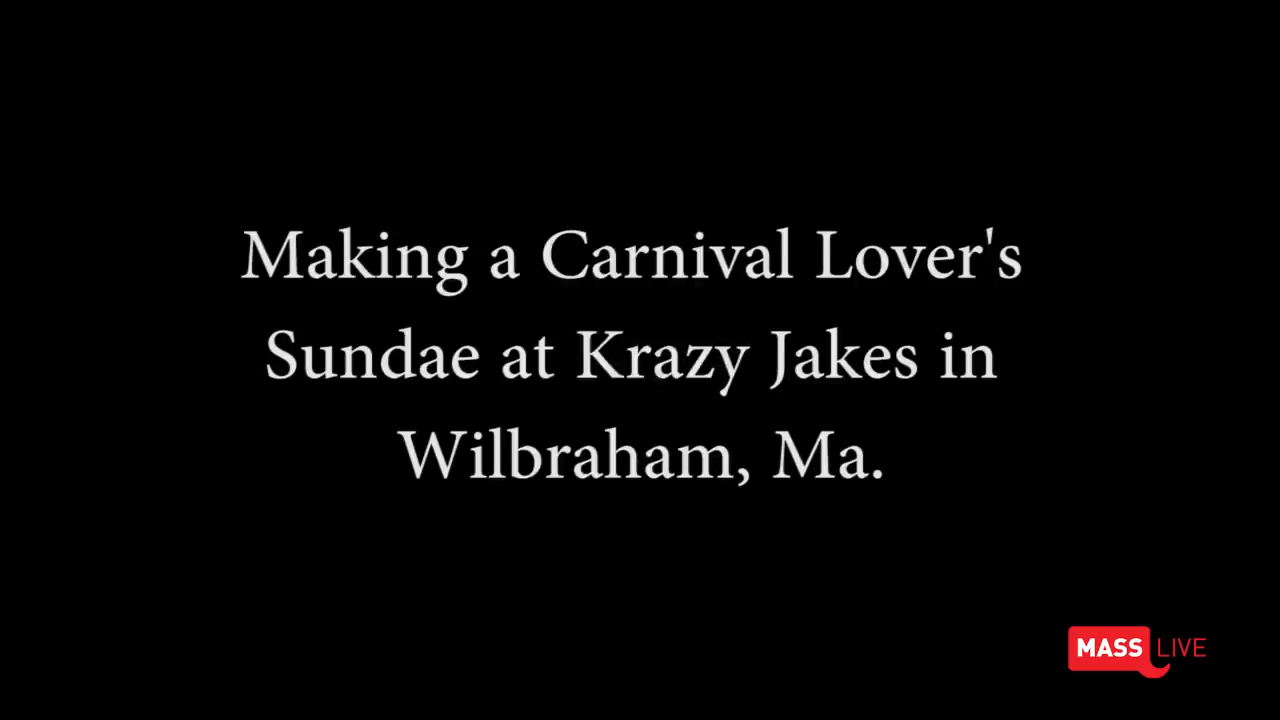 Making a Carnival Lover's
Sundae at Krazy Jakes in
Wilbraham, Ma.
MASS LIVE